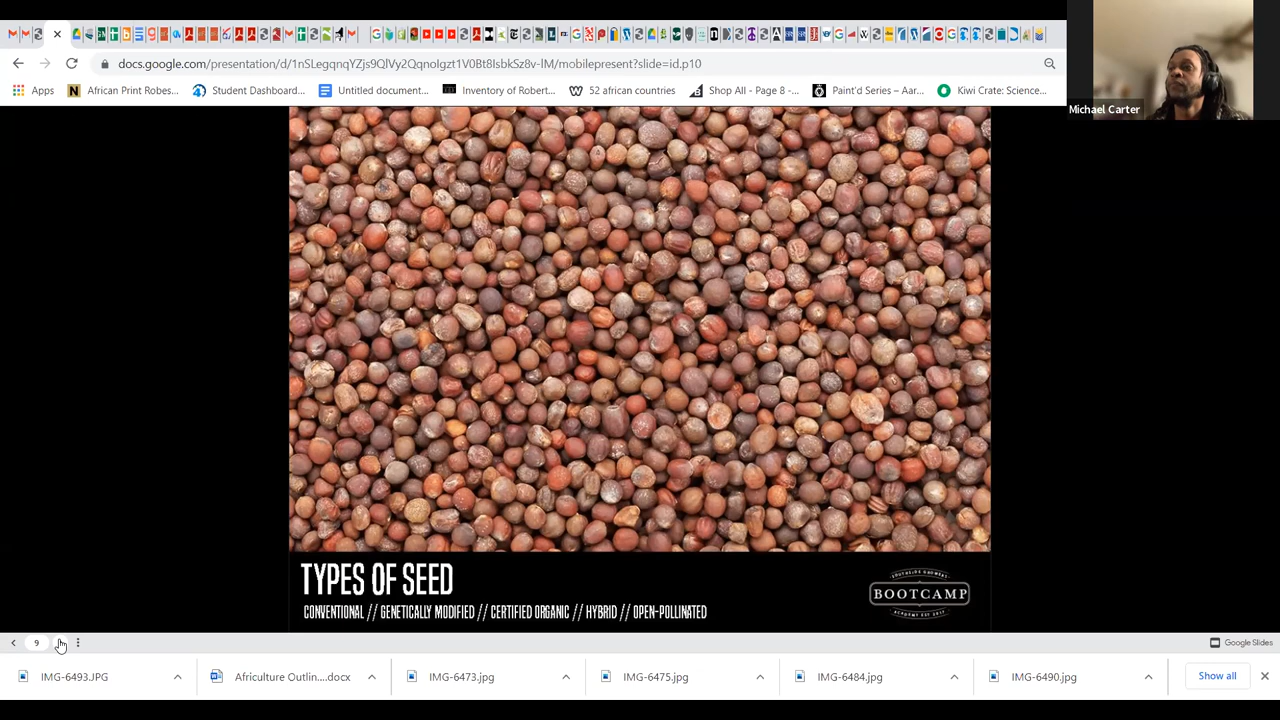 docs.google.com/presentation/d/1nSLegqnqYZjs9QlVy2QqnoIgzt1V0Bt8IsbkSz8v-lM/mobilepresent?slide=id.p10
Apps
African Print Robes...
Student Dashboard...
Untitled document...
Inventory of Robert...
52 african countries
Shop All - Page 8 -...
Paint'd Series – Aar...
Kiwi Crate: Science...
Michael Carter
TYPES OF SEED
CONVENTIONAL // GENETICALLY MODIFIED // CERTIFIED ORGANIC // HYBRID // OPEN-POLLINATED
SOUTHSIDE GROWERS
BOOTCAMP
9
Google Slides
IMG-6493.JPG
Africulture Outlin....docx
IMG-6473.jpg
IMG-6475.jpg
IMG-6484.jpg
IMG-6490.jpg
Show all